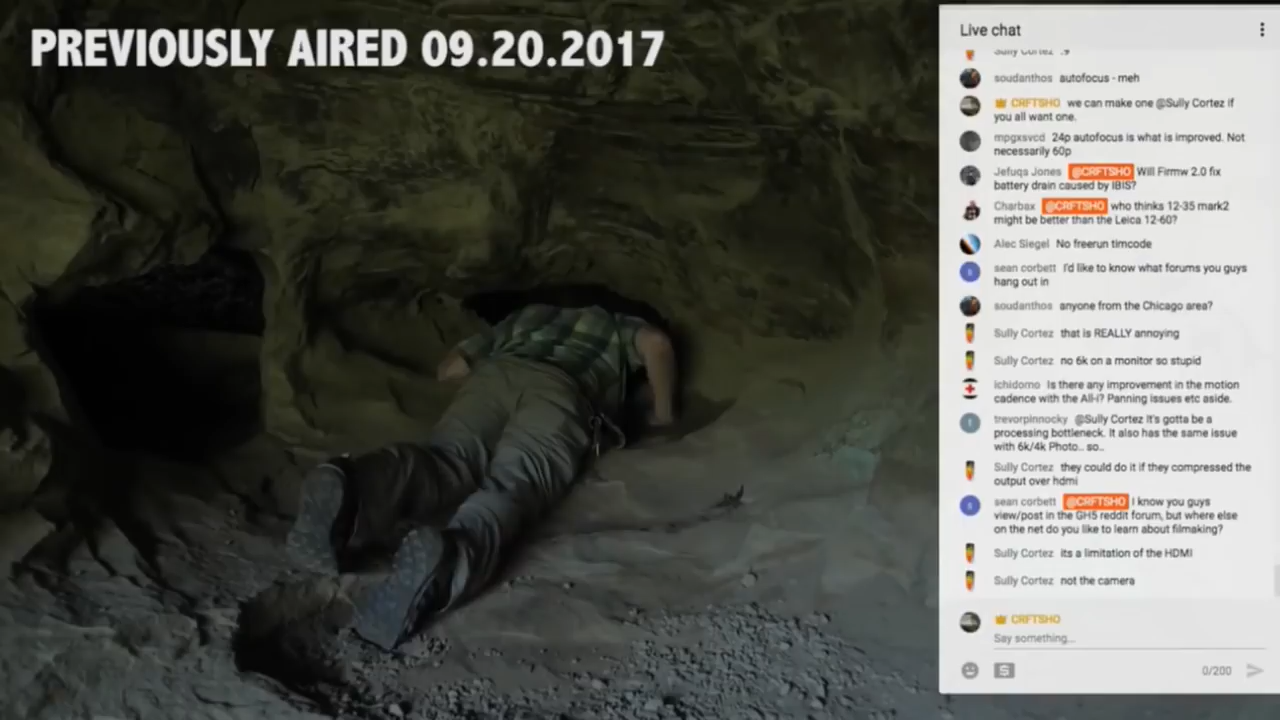 PREVIOUSLY AIRED 09.20.2017
Live chat
Sully Cortez .9
soudanthos autofocus - meh
CRFTSHO we can make one @Sully Cortez if
you all want one.
mpgxsvcd 24p autofocus is what is improved. Not
necessarily 60p
Jefuqs Jones @CRFTSHO Will Firmw 2.0 fix
battery drain caused by IBIS?
Charbax @CRFTSHO who thinks 12-35 mark2
might be better than the Leica 12-60?
Alec Siegel No freerun timcode
sean corbett I'd like to know what forums you guys
hang out in
soudanthos anyone from the Chicago area?
Sully Cortez that is REALLY annoying
Sully Cortez no 6k on a monitor so stupid
ichidomo Is there any improvement in the motion
cadence with the All-i? Panning issues etc aside.
trevorpinnocky @Sully Cortez It's gotta be a
processing bottleneck. It also has the same issue
with 6k/4k Photo.. so..
Sully Cortez they could do it if they compressed the
output over hdmi
sean corbett @CRFTSHO I know you guys
view/post in the GH5 reddit forum, but where else
on the net do you like to learn about filmaking?
Sully Cortez its a limitation of the HDMI
Sully Cortez not the camera
CRFTSHO
Say something...
0/200